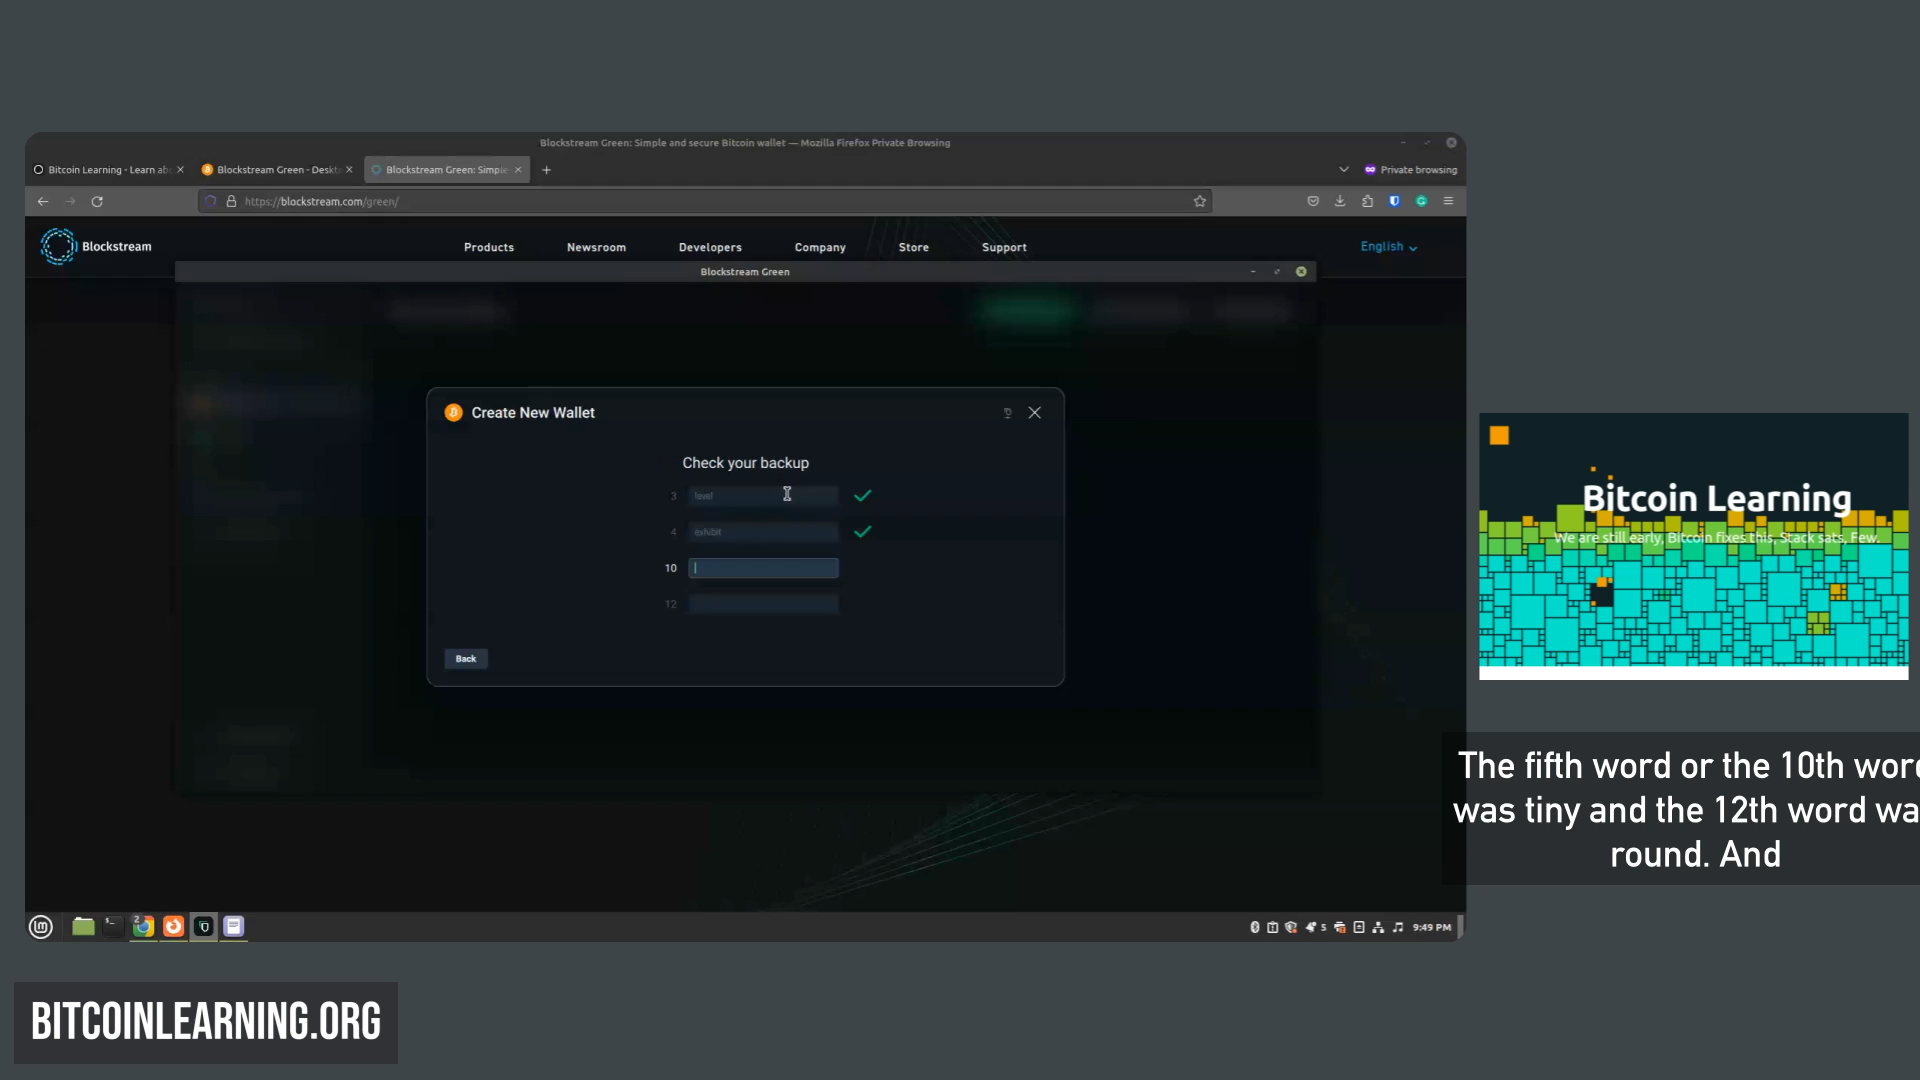 Blockstream Green: Simple and secure Bitcoin wallet — Mozilla Firefox Private Browsing
Bitcoin Learning - Learn ab
Blockstream Green - Deskt
Blockstream Green: Simple
Private browsing
https://blockstream.com/green/
Blockstream
Products
Newsroom
Developers
Company
Store
Support
English
Blockstream Green
Create New Wallet
Check your backup
3 level
4 exhibit
10
12
Back
Bitcoin Learning
We are still early, Bitcoin fixes this, Stack sats, Few.
The fifth word or the 10th word
was tiny and the 12th word wa
round. And
2
5
9:49 PM
BITCOINLEARNING.ORG